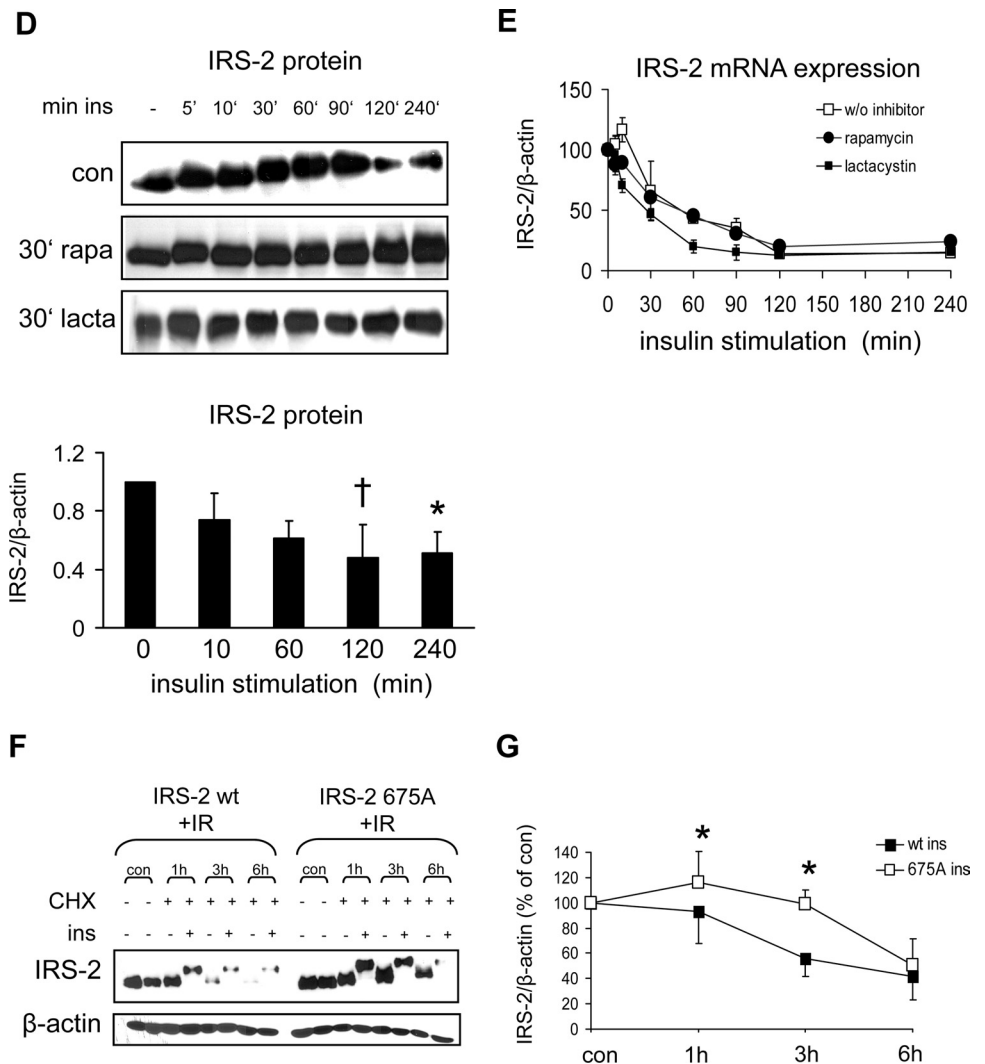 D
IRS-2 protein
min ins - 5' 10' 30' 60' 90' 120' 240'
con
30' rapa
30' lacta
IRS-2 protein
IRS-2/β-actin
1.2
0.8
0.4
0
0 10 60 120 240
†
*
insulin stimulation (min)
E
IRS-2 mRNA expression
IRS-2/β-actin
150
100
50
0
w/o inhibitor
rapamycin
lactacystin
0 30 60 90 120 150 180 210 240
insulin stimulation (min)
F
IRS-2 wt IRS-2 675A
+IR +IR
con 1h 3h 6h con 1h 3h 6h
CHX - - + + + + + + - - + + + + + +
ins - - - + - + - + - - - + - + - +
IRS-2
β-actin
G
IRS-2/β-actin (% of con)
140
120
100
80
60
40
20
0
*
*
wt ins
675A ins
con 1h 3h 6h